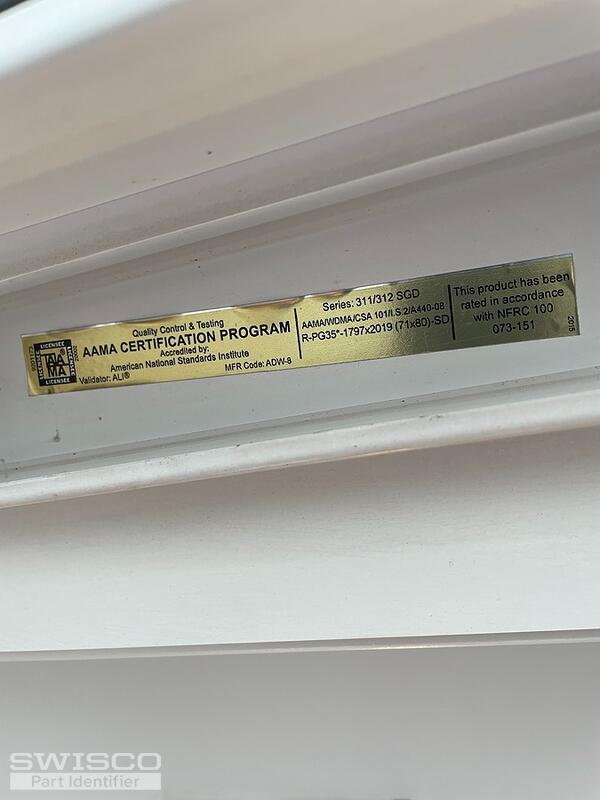 LICENSEE
AAMA
LICENSEE
Quality Control & Testing
AAMA CERTIFICATION PROGRAM
Accredited by:
American National Standards Institute
Validator: ALI®
MFR Code: ADW-8
Series: 311/312 SGD
AAMA/WDMA/CSA 101/I.S.2/A440-08
R-PG35*-1797x2019 (71x80)-SD
This product has been
rated in accordance
with NFRC 100
073-151
2015
SWISCO
Part Identifier